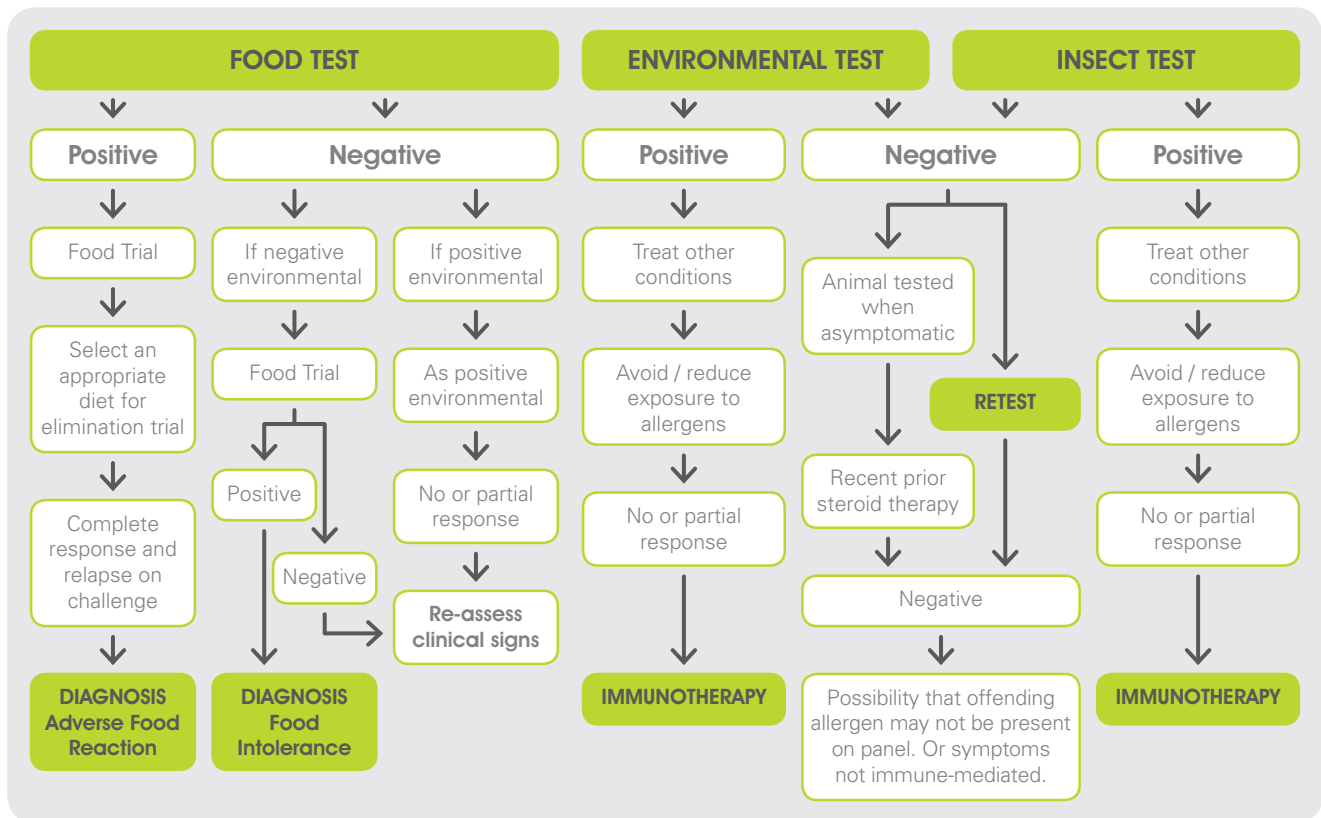 FOOD TEST
ENVIRONMENTAL TEST
INSECT TEST
Positive
Negative
Positive
Negative
Positive
Food Trial
If negative
environmental
If positive
environmental
Treat other
conditions
Animal tested
when
asymptomatic
Treat other
conditions
Select an
appropriate
diet for
elimination trial
Food Trial
As positive
environmental
Avoid / reduce
exposure to
allergens
RETEST
Avoid / reduce
exposure to
allergens
Positive
No or partial
response
Recent prior
steroid therapy
Complete
response and
relapse on
challenge
No or partial
response
No or partial
response
Negative
Re-assess
clinical signs
Negative
DIAGNOSIS
Adverse Food
Reaction
DIAGNOSIS
Food
Intolerance
IMMUNOTHERAPY
Possibility that offending
allergen may not be present
on panel. Or symptoms
not immune-mediated.
IMMUNOTHERAPY